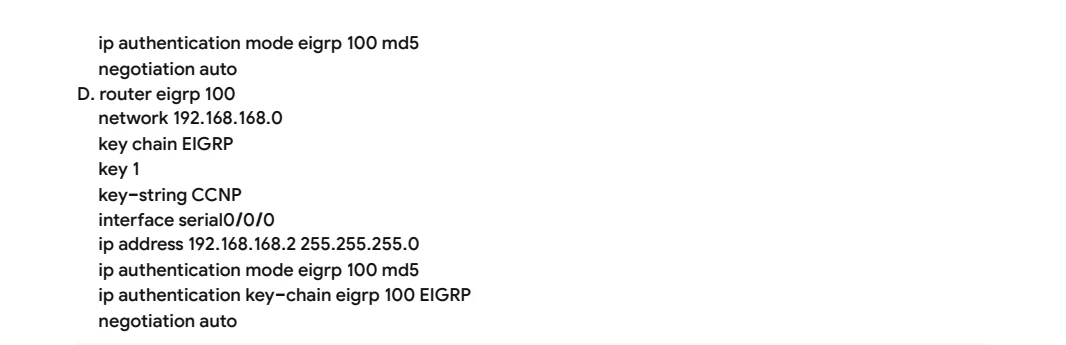 ip authentication mode eigrp 100 md5
negotiation auto
D. router eigrp 100
network 192.168.168.0
key chain EIGRP
key 1
key-string CCNP
interface serial0/0/0
ip address 192.168.168.2 255.255.255.0
ip authentication mode eigrp 100 md5
ip authentication key-chain eigrp 100 EIGRP
negotiation auto